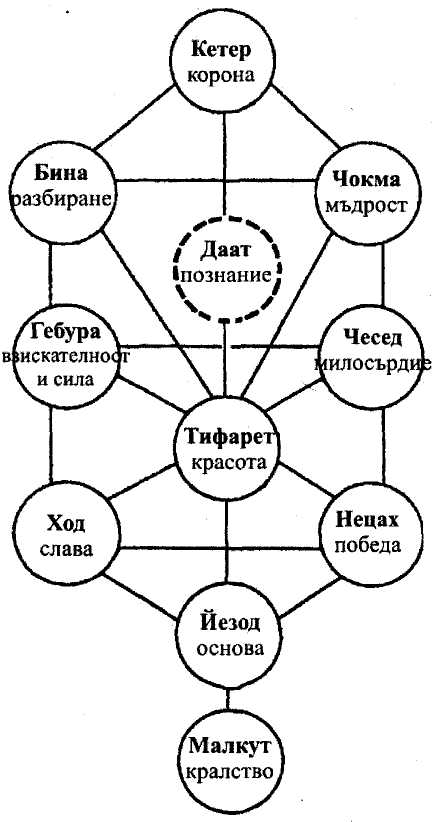 Кетер
корона
Бина
разбиране
Чокма
мъдрост
Даат
познание
Гебура
взискателност
и сила
Чесед
милосърдие
Тифарет
красота
Ход
слава
Нецах
победа
Йезод
основа
Малкут
кралство